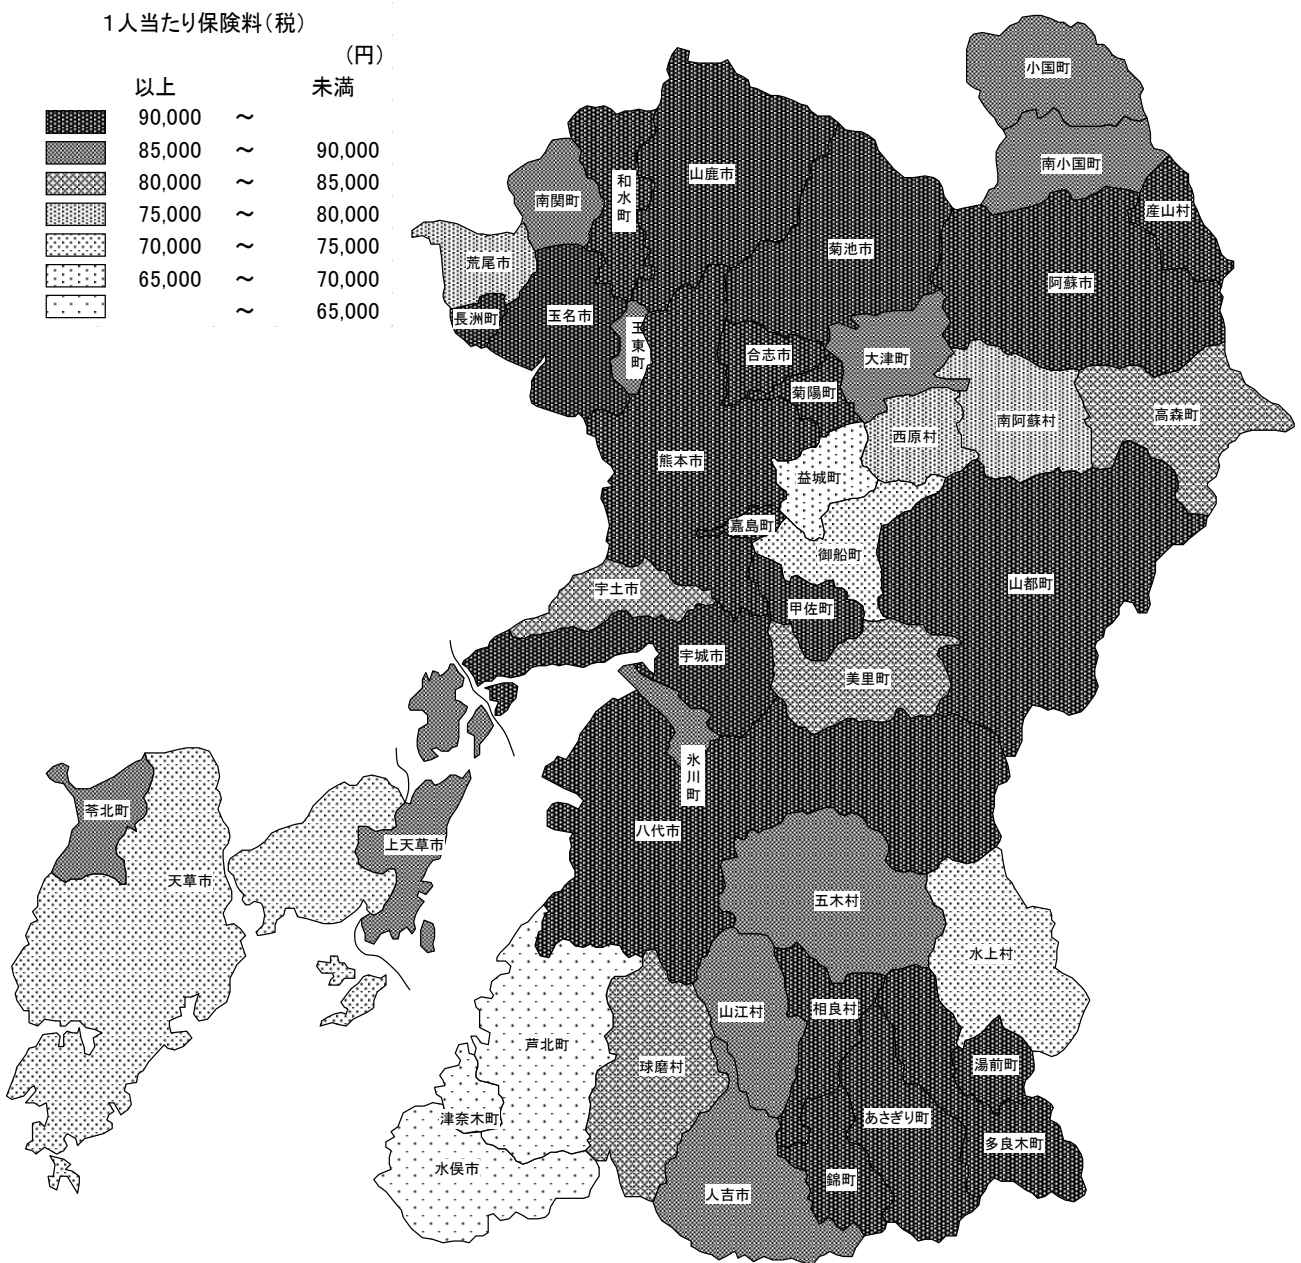 １人当たり保険料（税）
（円）
以上 未満
90,000 ～
85,000 ～ 90,000
80,000 ～ 85,000
75,000 ～ 80,000
70,000 ～ 75,000
65,000 ～ 70,000
～ 65,000
小国町
南小国町
産山村
山鹿市
和水町
南関町
菊池市
荒尾市
阿蘇市
長洲町
玉名市
玉東町
合志市
大津町
菊陽町
高森町
南阿蘇村
西原村
熊本市
益城町
嘉島町
御船町
山都町
宇土市
甲佐町
宇城市
美里町
氷川町
苓北町
八代市
上天草市
天草市
五木村
水上村
山江村
相良村
芦北町
球磨村
湯前町
津奈木町
あさぎり町
多良木町
水俣市
錦町
人吉市